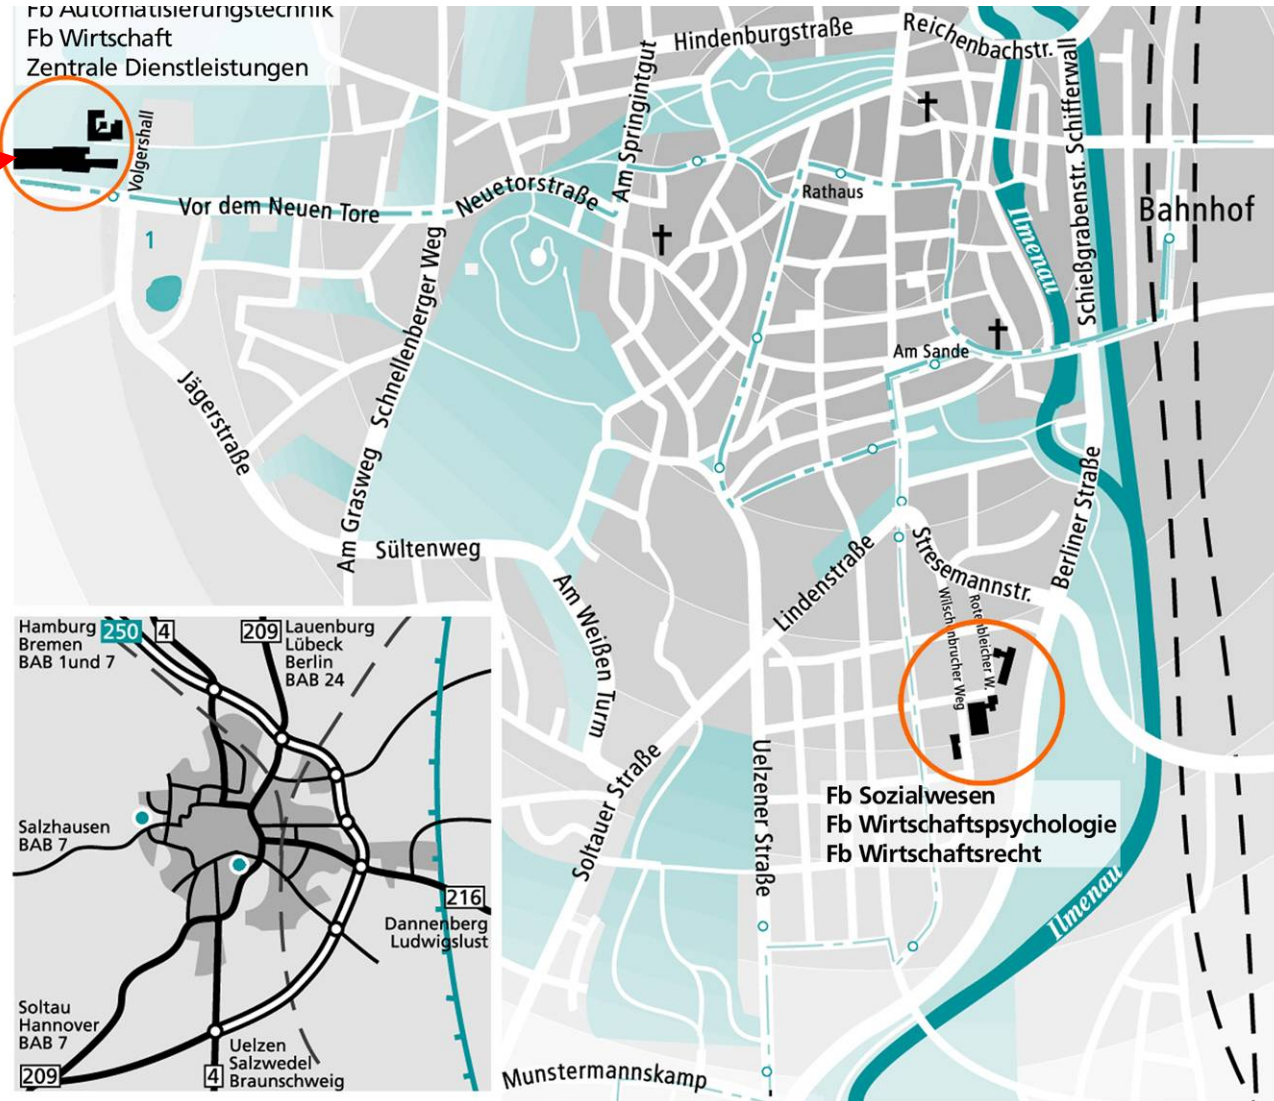 Fb Automatisierungstechnik
Fb Wirtschaft
Zentrale Dienstleistungen
Hindenburgstraße
Reichenbachstr.
Am Springintgut
Schießgrabenstr. Schifferwall
Volgershall
Vor dem Neuen Tore
Neuetorstraße
Rathaus
Bahnhof
Ilmenau
1
Schnellenberger Weg
Am Sande
Jägerstraße
Am Grasweg
Sültenweg
Berliner Straße
Stresemannstr.
Lindenstraße
Am Weißen Turm
Wilschenbrucher Weg
Rotenbleicher W.
Soltauer Straße
Uelzener Straße
Fb Sozialwesen
Fb Wirtschaftspsychologie
Fb Wirtschaftsrecht
Ilmenau
Munstermannskamp
Hamburg 250 4
Bremen
BAB 1und 7
209 Lauenburg
Lübeck
Berlin
BAB 24
Salzhausen
BAB 7
216
Dannenberg
Ludwigslust
Soltau
Hannover
BAB 7
209
4
Uelzen
Salzwedel
Braunschweig